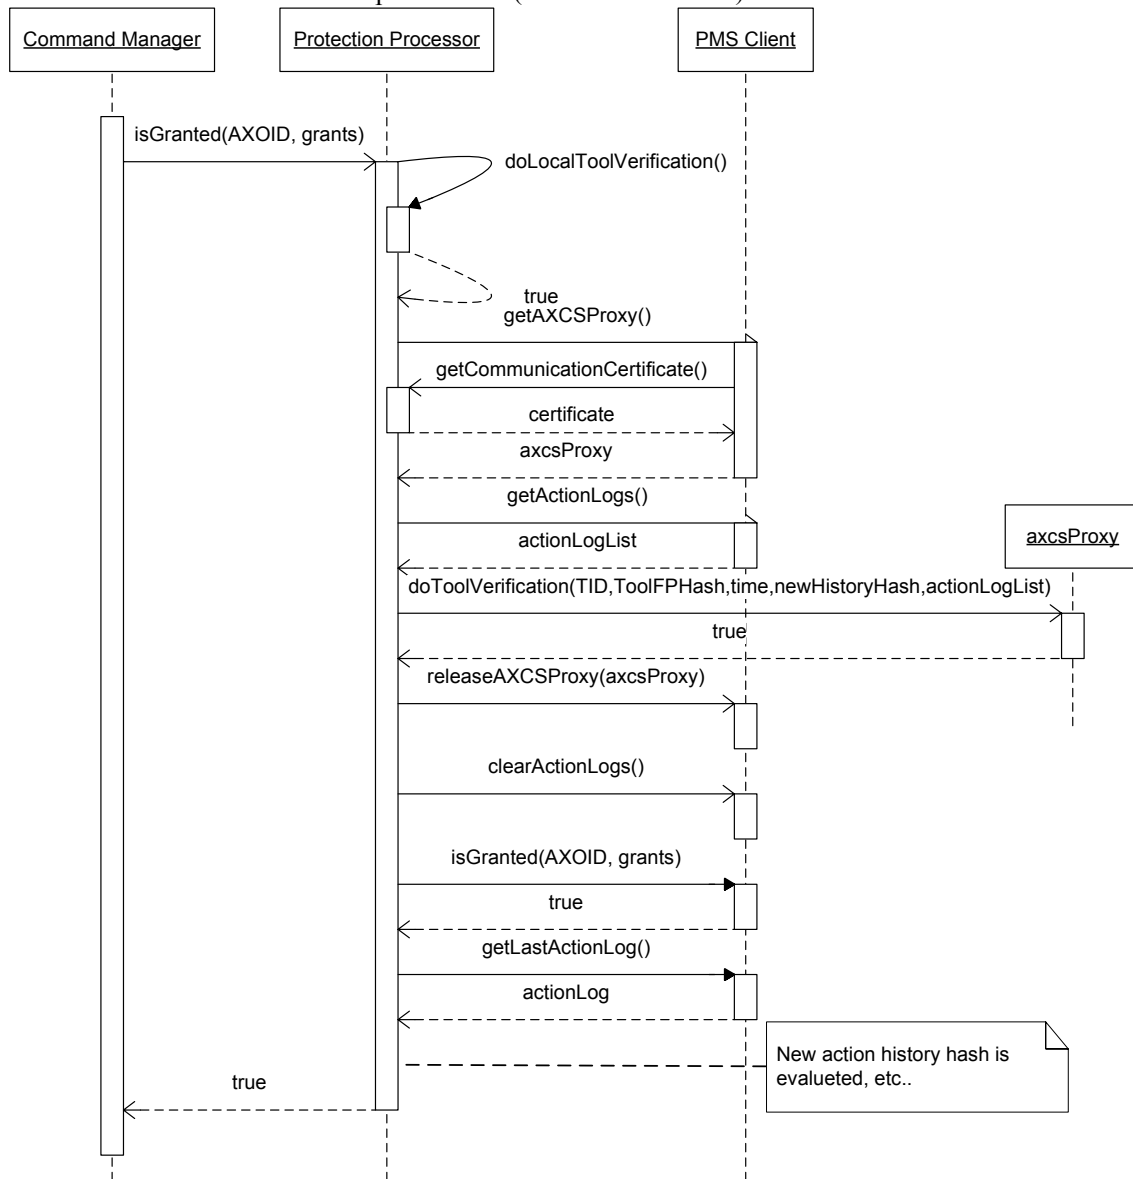 Command Manager
Protection Processor
PMS Client
isGranted(AXOID, grants)
doLocalToolVerification()
true
getAXCSProxy()
getCommunicationCertificate()
certificate
axcsProxy
getActionLogs()
actionLogList
axcsProxy
doToolVerification(TID,ToolFPHash,time,newHistoryHash,actionLogList)
true
releaseAXCSProxy(axcsProxy)
clearActionLogs()
isGranted(AXOID, grants)
true
getLastActionLog()
actionLog
New action history hash is
evalueted, etc..
true